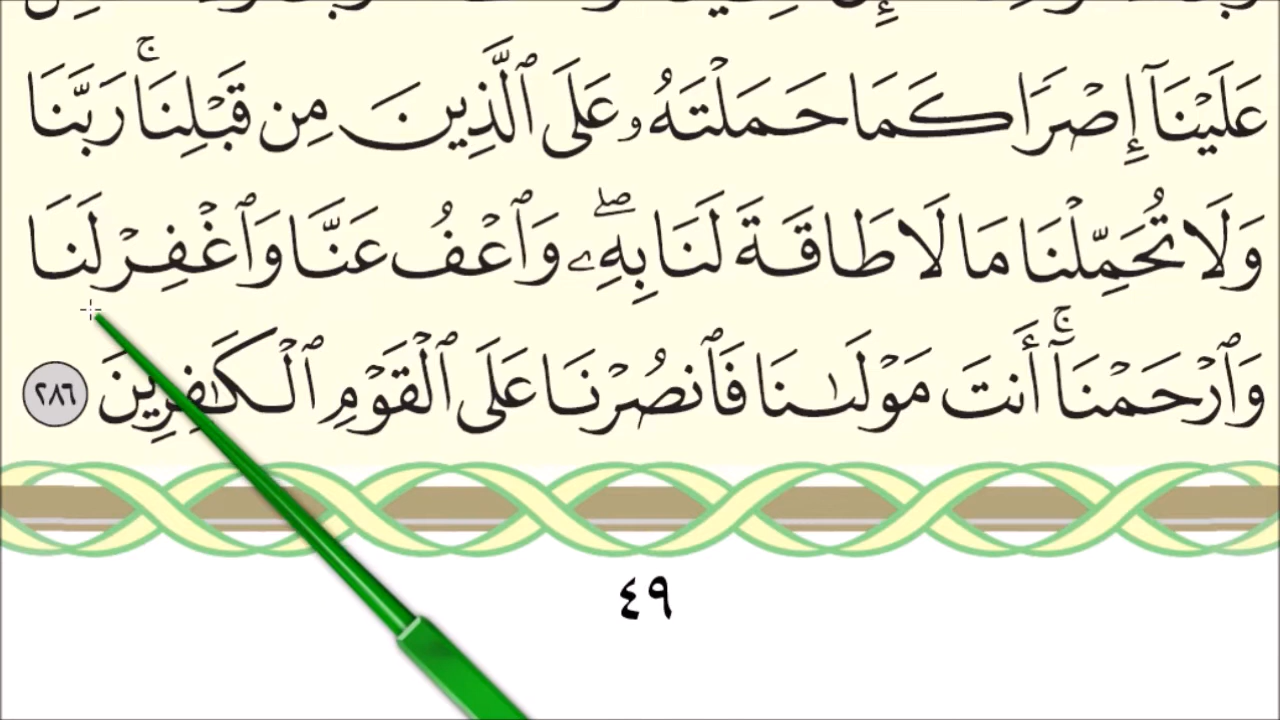 عَلَيْنَآ إِصْرًا كَمَا حَمَلْتَهُۥ عَلَى ٱلَّذِينَ مِن قَبْلِنَا ۚ رَبَّنَا
وَلَا تُحَمِّلْنَا مَا لَا طَاقَةَ لَنَا بِهِۦ ۖ وَٱعْفُ عَنَّا وَٱغْفِرْ لَنَا
وَٱرْحَمْنَآ ۚ أَنتَ مَوْلَىٰنَا فَٱنصُرْنَا عَلَى ٱلْقَوْمِ ٱلْكَٰفِرِينَ ٢٨٦
٤٩